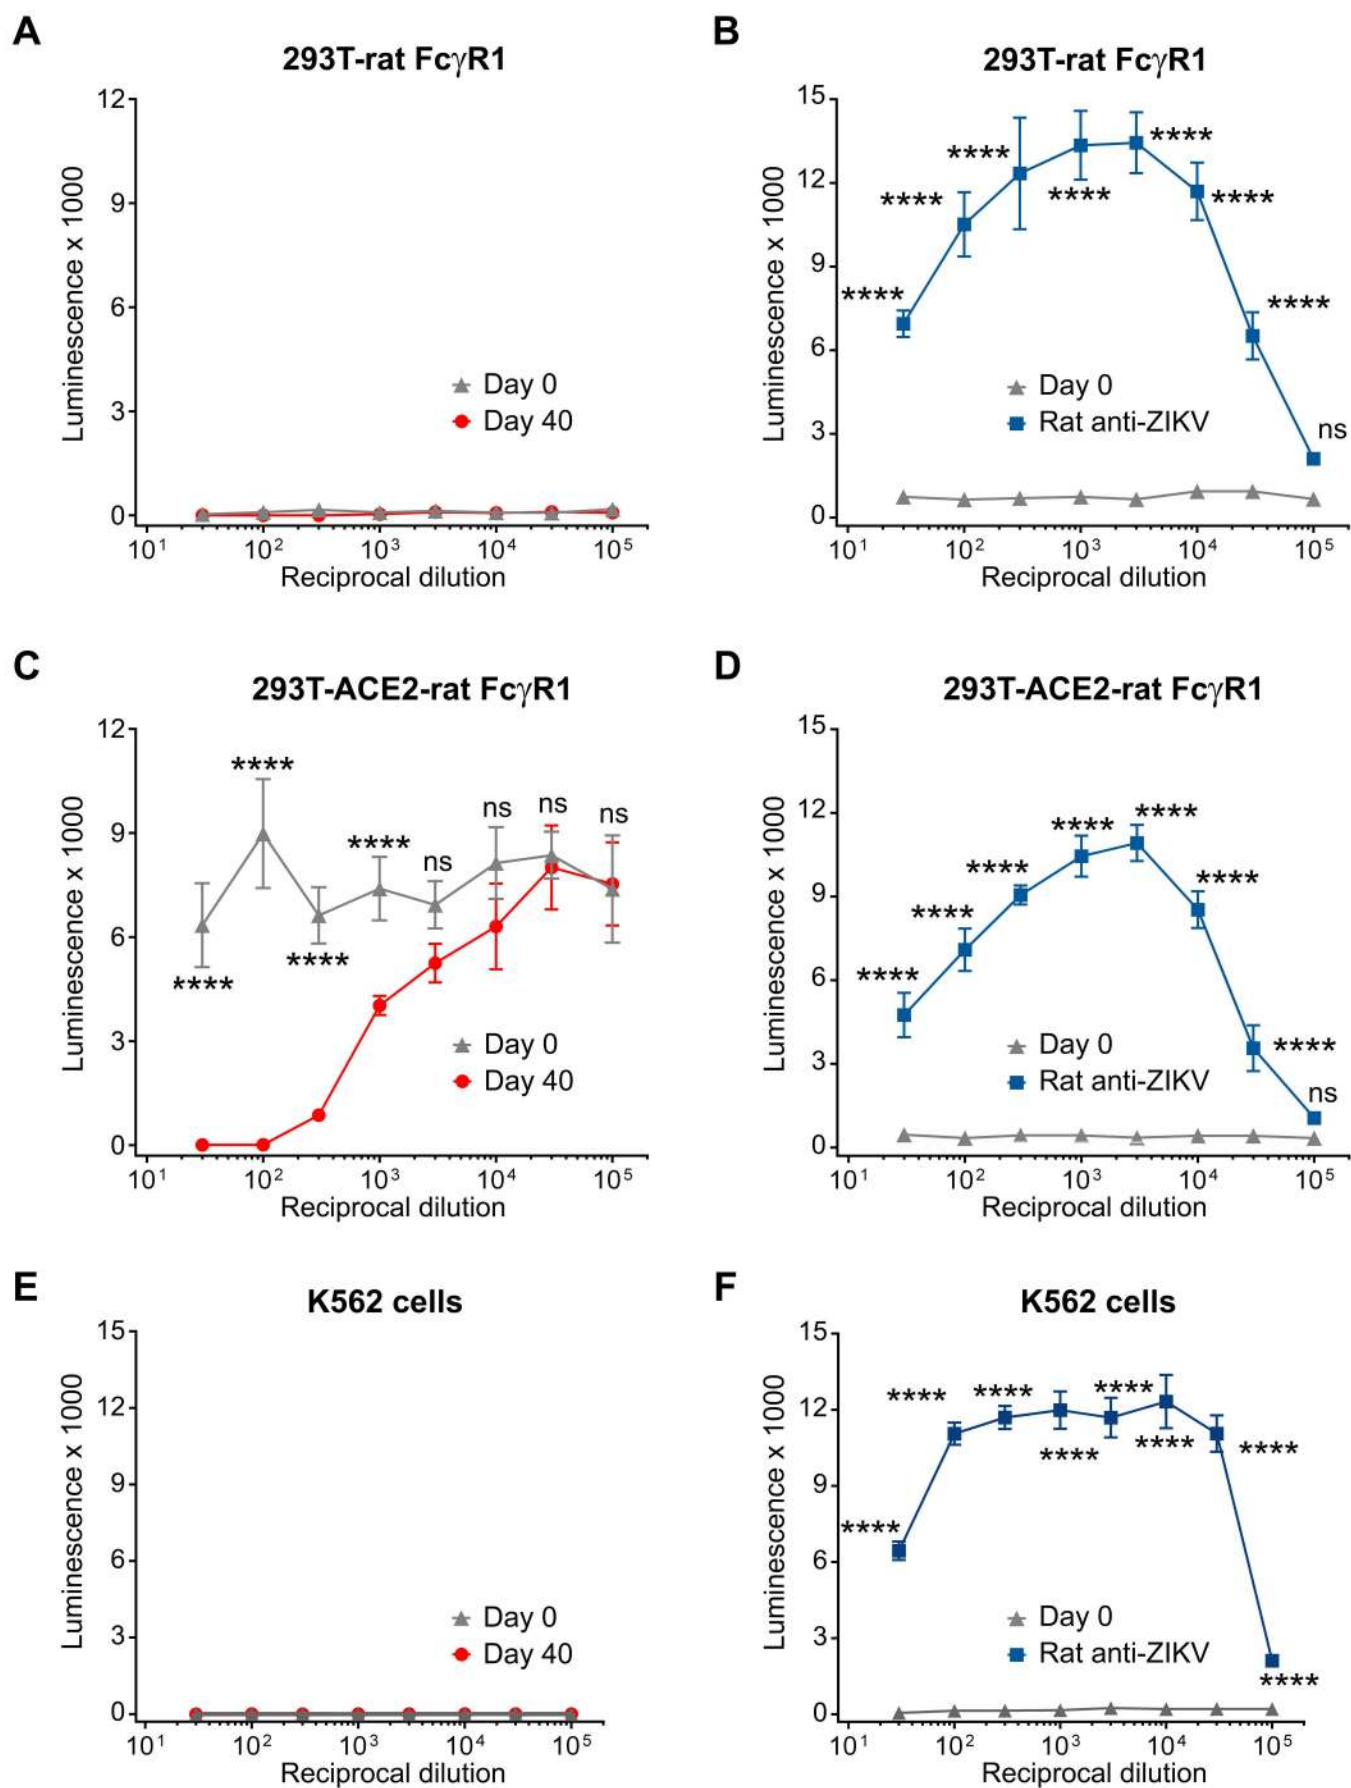 A
293T-rat FcγR1
12
9
6
3
0
Luminescence x 1000
Day 0
Day 40
10¹ 10² 10³ 10⁴ 10⁵
Reciprocal dilution
B
293T-rat FcγR1
15
12
9
6
3
0
Luminescence x 1000
****
****
****
****
****
****
****
ns
Day 0
Rat anti-ZIKV
10¹ 10² 10³ 10⁴ 10⁵
Reciprocal dilution
C
293T-ACE2-rat FcγR1
12
9
6
3
0
Luminescence x 1000
****
****
****
****
ns
ns
ns
ns
Day 0
Day 40
10¹ 10² 10³ 10⁴ 10⁵
Reciprocal dilution
D
293T-ACE2-rat FcγR1
15
12
9
6
3
0
Luminescence x 1000
****
****
****
****
****
****
****
ns
Day 0
Rat anti-ZIKV
10¹ 10² 10³ 10⁴ 10⁵
Reciprocal dilution
E
K562 cells
15
12
9
6
3
0
Luminescence x 1000
Day 0
Day 40
10¹ 10² 10³ 10⁴ 10⁵
Reciprocal dilution
F
K562 cells
15
12
9
6
3
0
Luminescence x 1000
****
****
****
****
****
****
****
****
Day 0
Rat anti-ZIKV
10¹ 10² 10³ 10⁴ 10⁵
Reciprocal dilution